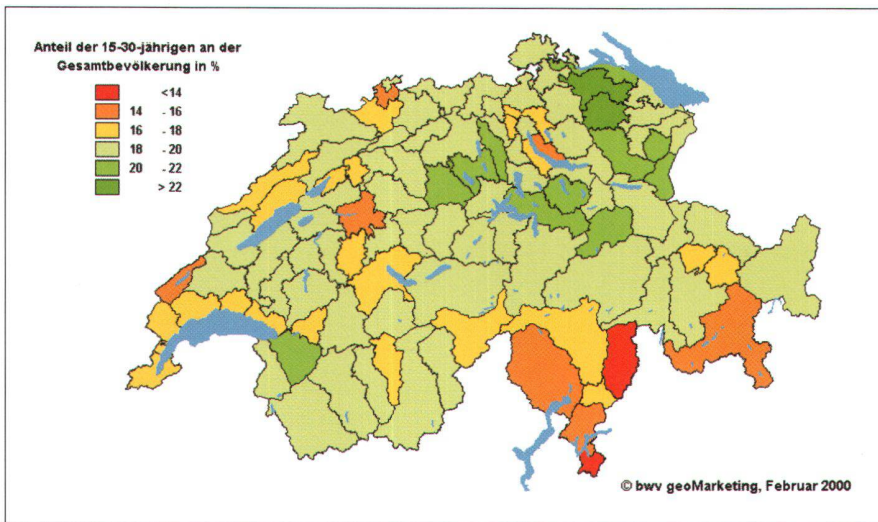 Anteil der 15-30-jährigen an der
Gesamtbevölkerung in %
<14
14 - 16
16 - 18
18 - 20
20 - 22
> 22
© bwv geoMarketing, Februar 2000